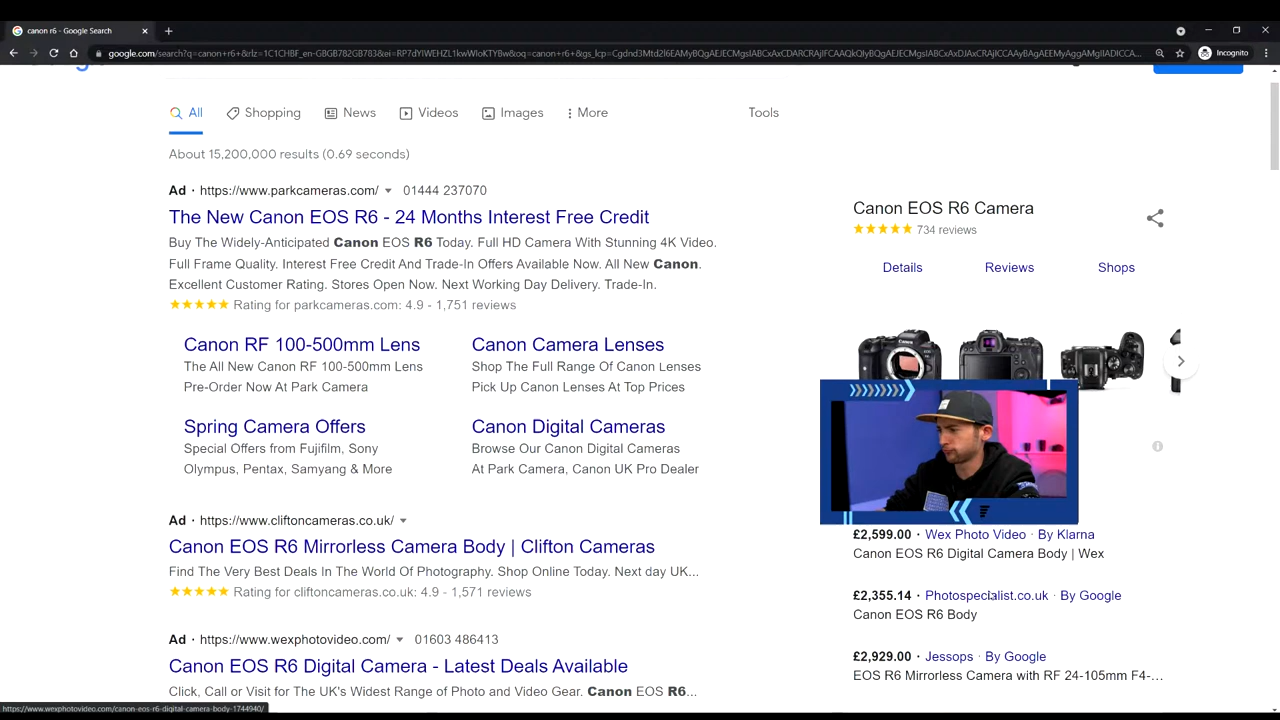 canon r6 - Google Search
Incognito
All
Shopping
News
Videos
Images
More
Tools
About 15,200,000 results (0.69 seconds)
Ad · https://www.parkcameras.com/ 01444 237070
The New Canon EOS R6 - 24 Months Interest Free Credit
Buy The Widely-Anticipated Canon EOS R6 Today. Full HD Camera With Stunning 4K Video.
Full Frame Quality. Interest Free Credit And Trade-In Offers Available Now. All New Canon.
Excellent Customer Rating. Stores Open Now. Next Working Day Delivery. Trade-In.
Rating for parkcameras.com: 4.9 - 1,751 reviews
Canon RF 100-500mm Lens
The All New Canon RF 100-500mm Lens
Pre-Order Now At Park Camera
Canon Camera Lenses
Shop The Full Range Of Canon Lenses
Pick Up Canon Lenses At Top Prices
Spring Camera Offers
Special Offers from Fujifilm, Sony
Olympus, Pentax, Samyang & More
Canon Digital Cameras
Browse Our Canon Digital Cameras
At Park Camera, Canon UK Pro Dealer
Ad · https://www.cliftoncameras.co.uk/
Canon EOS R6 Mirrorless Camera Body | Clifton Cameras
Find The Very Best Deals In The World Of Photography. Shop Online Today. Next day UK...
Rating for cliftoncameras.co.uk: 4.9 - 1,571 reviews
Ad · https://www.wexphotovideo.com/ 01603 486413
Canon EOS R6 Digital Camera - Latest Deals Available
Click, Call or Visit for The UK's Widest Range of Photo and Video Gear. Canon EOS R6...
Canon EOS R6 Camera
734 reviews
Details
Reviews
Shops
£2,599.00 · Wex Photo Video · By Klarna
Canon EOS R6 Digital Camera Body | Wex
£2,355.14 · Photospecialist.co.uk · By Google
Canon EOS R6 Body
£2,929.00 · Jessops · By Google
EOS R6 Mirrorless Camera with RF 24-105mm F4-...
https://www.wexphotovideo.com/canon-eos-r6-digital-camera-body-1744940/